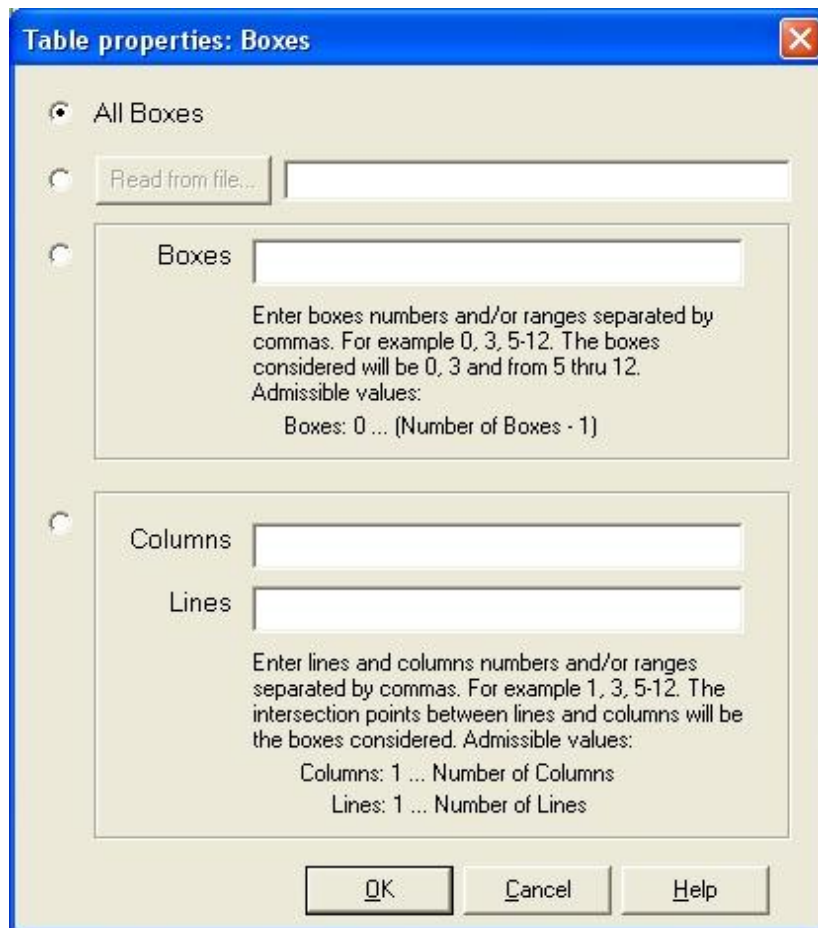 Table properties: Boxes
All Boxes
Read from file...
Boxes
Enter boxes numbers and/or ranges separated by
commas. For example 0, 3, 5-12. The boxes
considered will be 0, 3 and from 5 thru 12.
Admissible values:
Boxes: 0 ... (Number of Boxes - 1)
Columns
Lines
Enter lines and columns numbers and/or ranges
separated by commas. For example 1, 3, 5-12. The
intersection points between lines and columns will be
the boxes considered. Admissible values:
Columns: 1 ... Number of Columns
Lines: 1 ... Number of Lines
OK Cancel Help